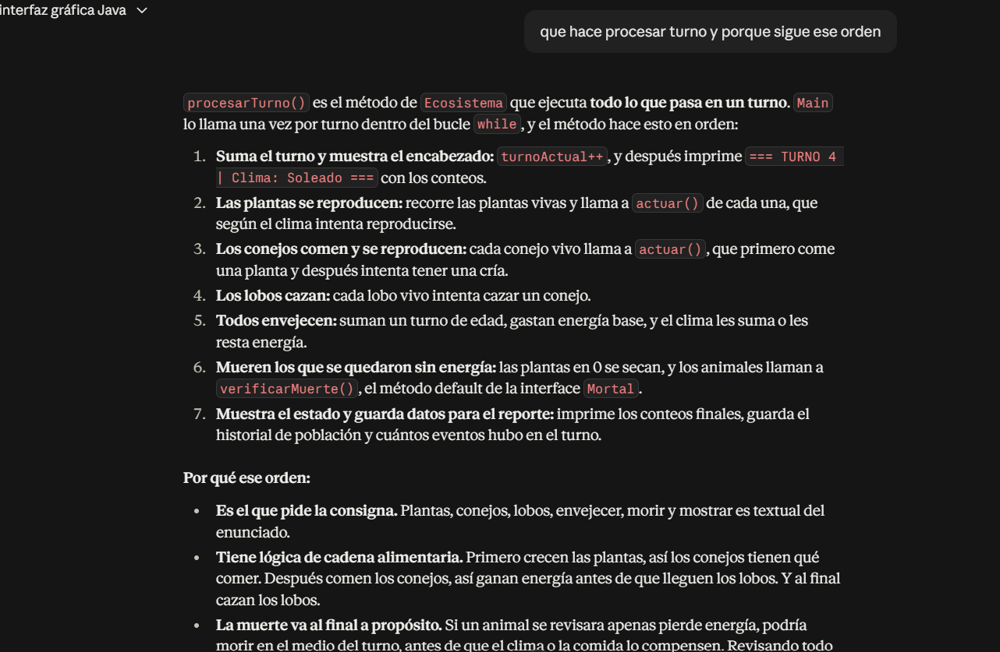 interfaz gráfica Java
que hace procesar turno y porque sigue ese orden
procesarTurno() es el método de Ecosistema que ejecuta todo lo que pasa en un turno. Main
lo llama una vez por turno dentro del bucle while, y el método hace esto en orden:
1. Suma el turno y muestra el encabezado: turnoActual++, y después imprime === TURNO 4
| Clima: Soleado === con los conteos.
2. Las plantas se reproducen: recorre las plantas vivas y llama a actuar() de cada una, que
según el clima intenta reproducirse.
3. Los conejos comen y se reproducen: cada conejo vivo llama a actuar(), que primero come
una planta y después intenta tener una cría.
4. Los lobos cazan: cada lobo vivo intenta cazar un conejo.
5. Todos envejecen: suman un turno de edad, gastan energía base, y el clima les suma o les
resta energía.
6. Mueren los que se quedaron sin energía: las plantas en 0 se secan, y los animales llaman a
verificarMuerte(), el método default de la interface Mortal.
7. Muestra el estado y guarda datos para el reporte: imprime los conteos finales, guarda el
historial de población y cuántos eventos hubo en el turno.
Por qué ese orden:
• Es el que pide la consigna. Plantas, conejos, lobos, envejecer, morir y mostrar es textual del
enunciado.
• Tiene lógica de cadena alimentaria. Primero crecen las plantas, así los conejos tienen qué
comer. Después comen los conejos, así ganan energía antes de que lleguen los lobos. Y al final
cazan los lobos.
• La muerte va al final a propósito. Si un animal se revisara apenas pierde energía, podría
morir en el medio del turno, antes de que el clima o la comida lo compensen. Revisando todo